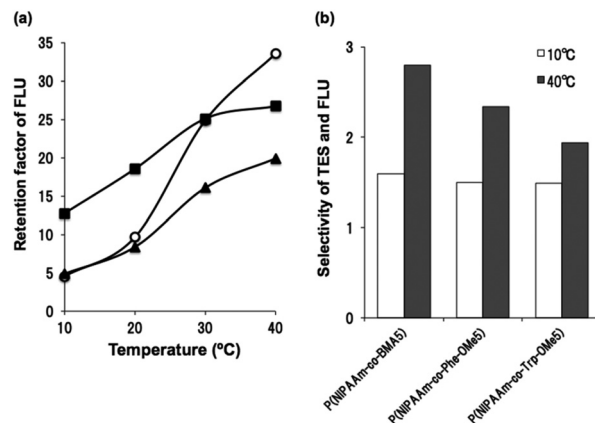 (a)
35
30
25
20
15
10
5
0
Retention factor of FLU
10 20 30 40
Temperature (ºC)
(b)
3
2
1
0
Selectivity of TES and FLU
10ºC
40ºC
P(NIPAAm-co-BMA5)
P(NIPAAm-co-Phe-OMe5)
P(NIPAAm-co-Trp-OMe5)